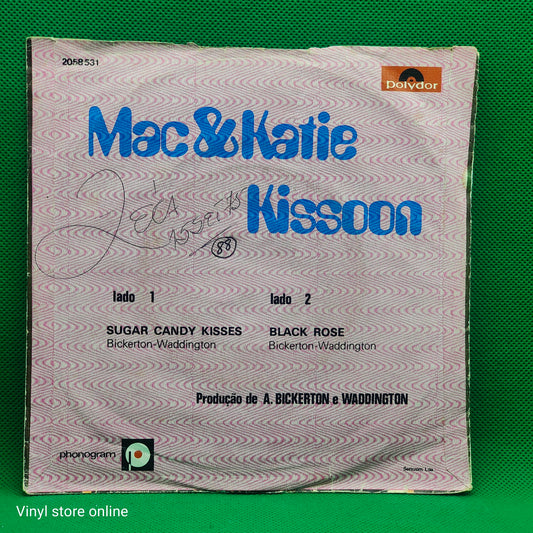 2058 531
polydor
Mac&Katie
Kissoon
88
lado 1
lado 2
SUGAR CANDY KISSES
Bickerton-Waddington
BLACK ROSE
Bickerton-Waddington
Produção de A. BICKERTON e WADDINGTON
phonogram
Vinyl store online